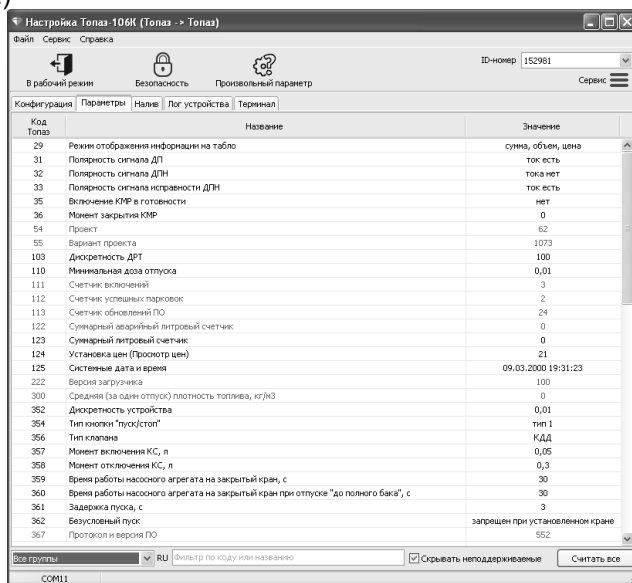 Настройка Топаз-106К (Топаз -> Топаз)
Файл Сервис Справка
В рабочий режим Безопасность Произвольный параметр
ID-номер 152981
Сервис
Конфигурация Параметры Налив Лог устройства Терминал
Код Топаз Название Значение
29 Режим отображения информации на табло сумма, объем, цена
31 Полярность сигнала ДП ток есть
32 Полярность сигнала ДПН тока нет
33 Полярность сигнала исправности ДПН ток есть
35 Включение КМР в готовности нет
36 Момент закрытия КМР 0
54 Проект 62
55 Вариант проекта 1073
103 Дискретность ДРТ 100
110 Минимальная доза отпуска 0,01
111 Счетчик включений 3
112 Счетчик успешных парковок 2
113 Счетчик обновлений ПО 24
122 Суммарный аварийный литровый счетчик 0
123 Суммарный литровый счетчик 0
124 Установка цен (Просмотр цен) 21
125 Системные дата и время 09.03.2000 19:31:23
222 Версия загрузчика 100
300 Средняя (за один отпуск) плотность топлива, кг/м3 0
352 Дискретность устройства 0,01
354 Тип кнопки "пуск/стоп" тип 1
356 Тип клапана КДД
357 Момент включения КС, л 0,05
358 Момент отключения КС, л 0,3
359 Время работы насосного агрегата на закрытый кран, с 30
360 Время работы насосного агрегата на закрытый кран при отпуске "до полного бака", с 30
361 Задержка пуска, с 3
362 Безусловный пуск запрещен при установленном кране
367 Протокол и версия ПО 552
Все группы RU Фильтр по коду или названию Скрывать неподдерживаемые Считать все
COM11